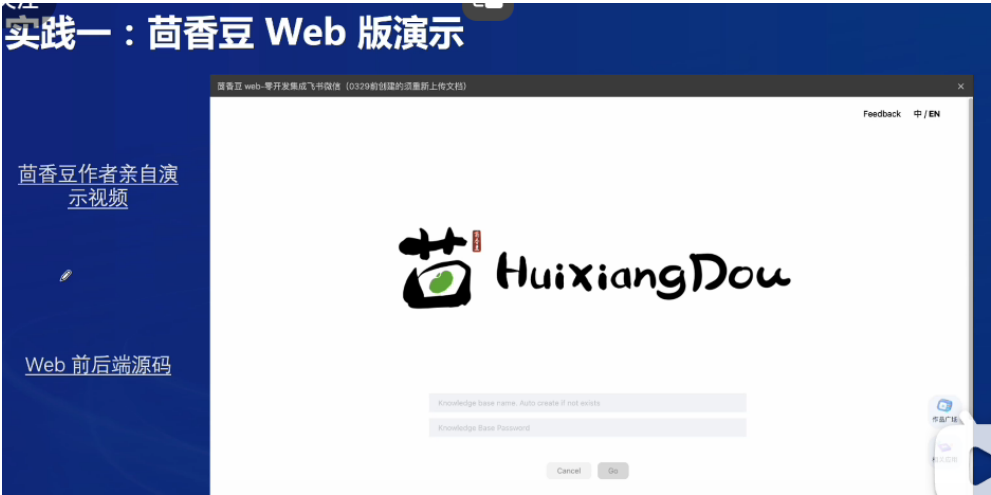 实践一：茴香豆 Web 版演示
茴香豆 web-零开发集成飞书微信（0329前创建的须重新上传文档）
Feedback 中 / EN
茴香豆作者亲自演
示视频
茴
HuixiangDou
Web 前后端源码
Knowledge base name. Auto create if not exists
Knowledge Base Password
作品广场
Cancel Go